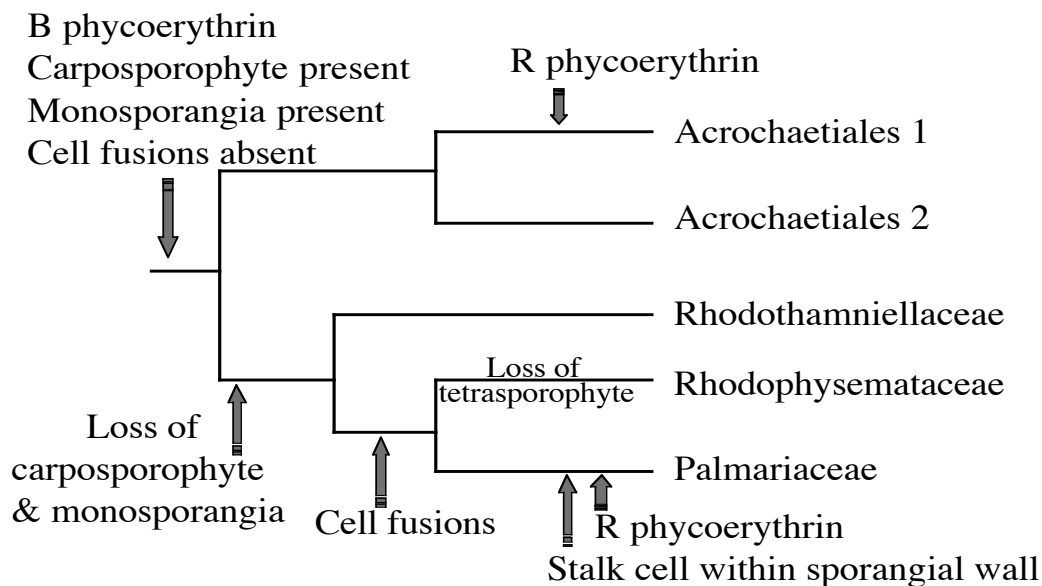 B phycoerythrin
Carposporophyte present
Monosporangia present
Cell fusions absent
R phycoerythrin
Acrochaetiales 1
Acrochaetiales 2
Rhodothamniellaceae
Loss of
tetrasporophyte
Rhodophysemataceae
Loss of
carposporophyte
& monosporangia
Cell fusions
Palmariaceae
R phycoerythrin
Stalk cell within sporangial wall